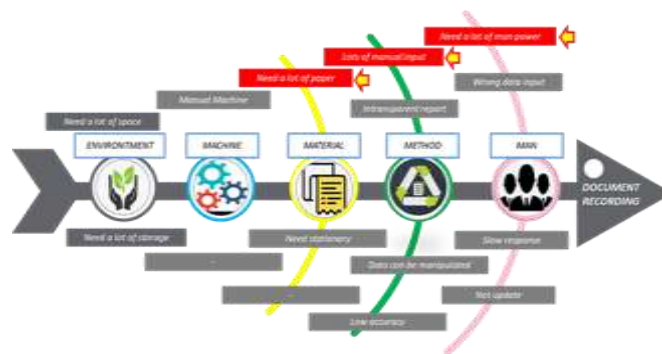 Need a lot of man power
Lots of manual input
Need a lot of paper
Wrong data input
Manual Machine
Intransparent report
Need a lot of space
ENVIRONTMENT
MACHINE
MATERIAL
METHOD
MAN
DOCUMENT
RECORDING
Need a lot of storage
Need stationary
Slow response
-
Data can be manipulated
-
Not update
Low accuracy